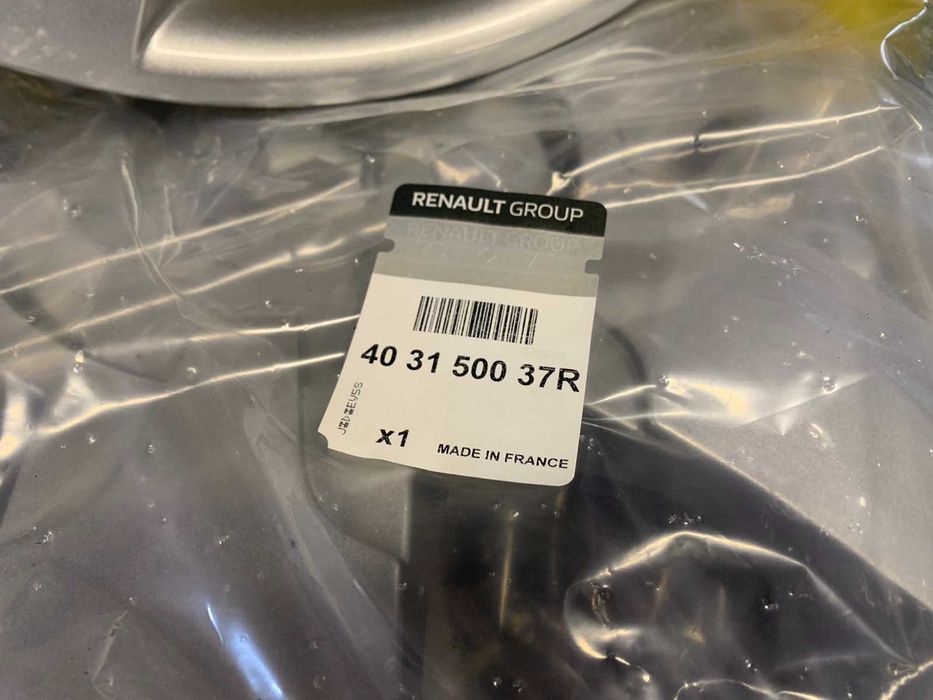 RENAULT GROUP
RENAULT GROUP
40 31 500 37R
x1
MADE IN FRANCE